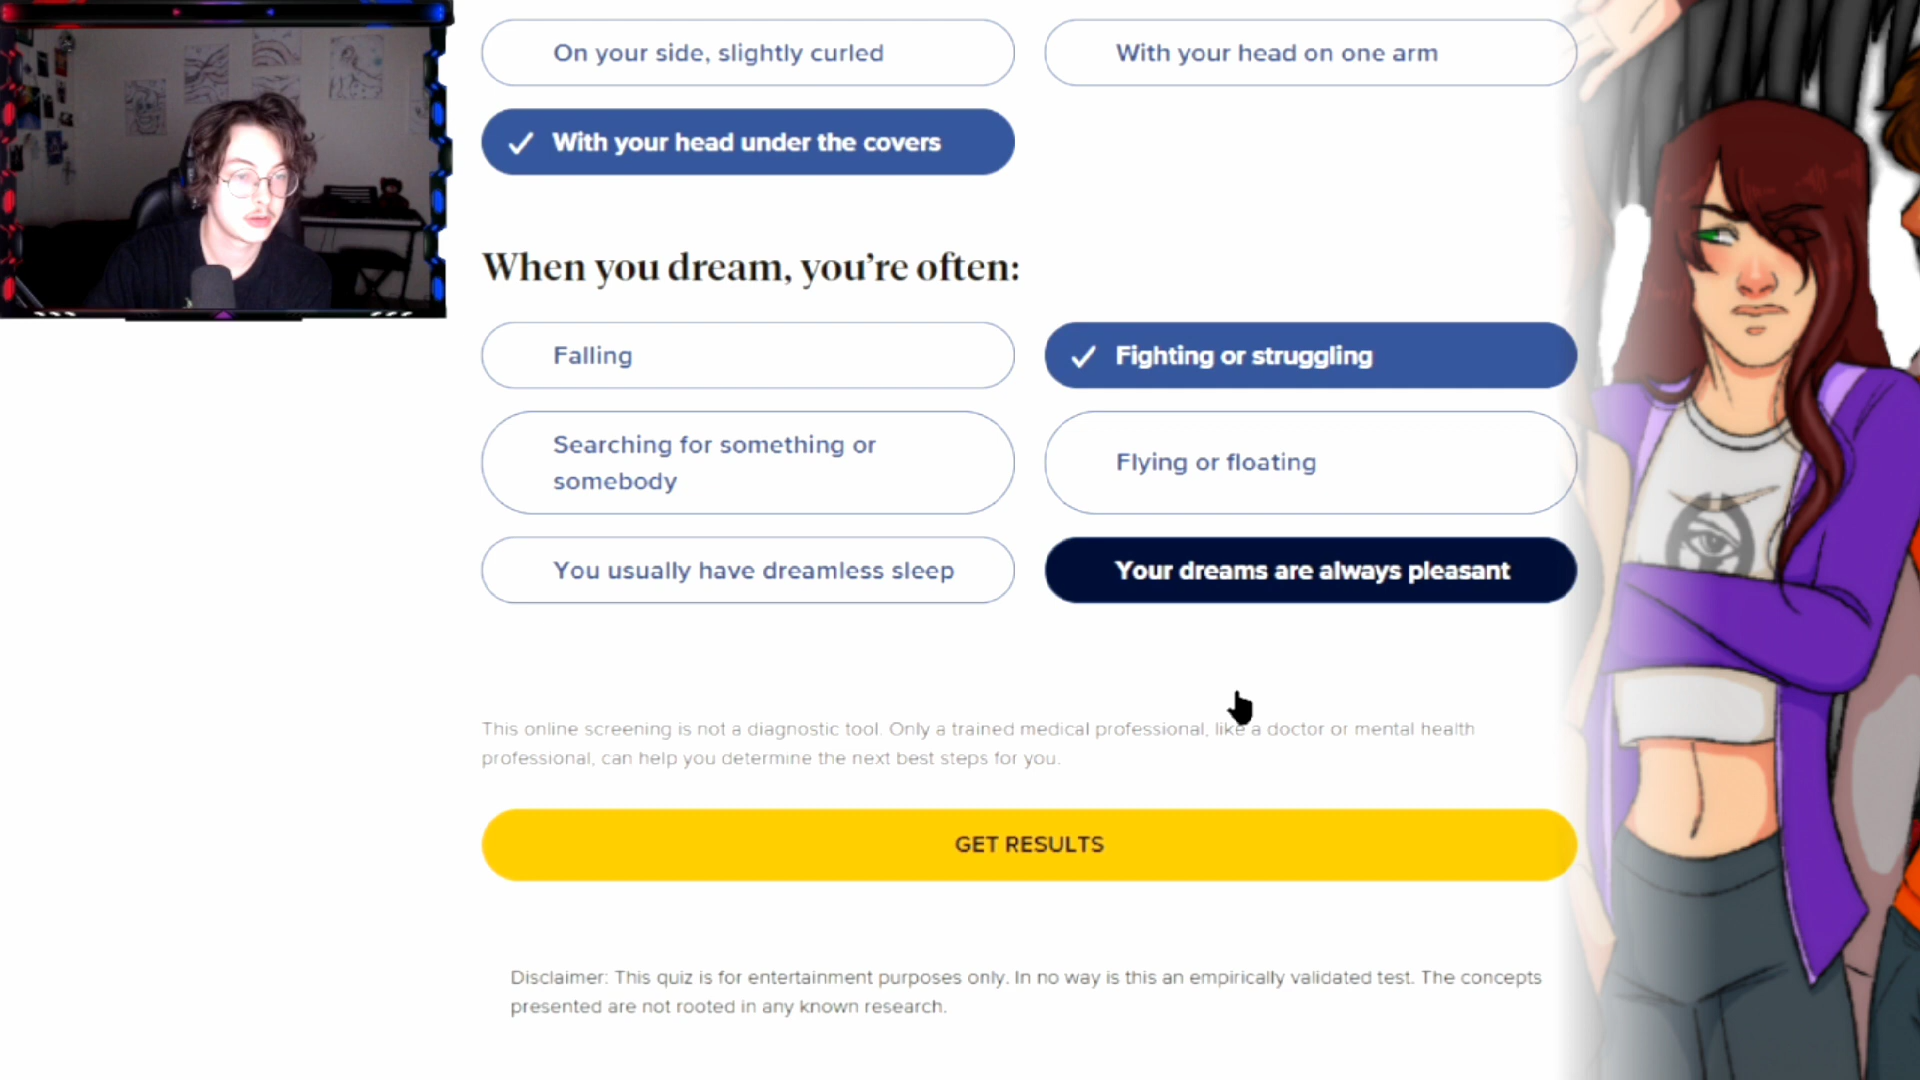 On your side, slightly curled
With your head on one arm
With your head under the covers
When you dream, you're often:
Falling
Fighting or struggling
Searching for something or
somebody
Flying or floating
You usually have dreamless sleep
Your dreams are always pleasant
This online screening is not a diagnostic tool. Only a trained medical professional, like a doctor or mental health
professional, can help you determine the next best steps for you.
GET RESULTS
Disclaimer: This quiz is for entertainment purposes only. In no way is this an empirically validated test. The concepts
presented are not rooted in any known research.